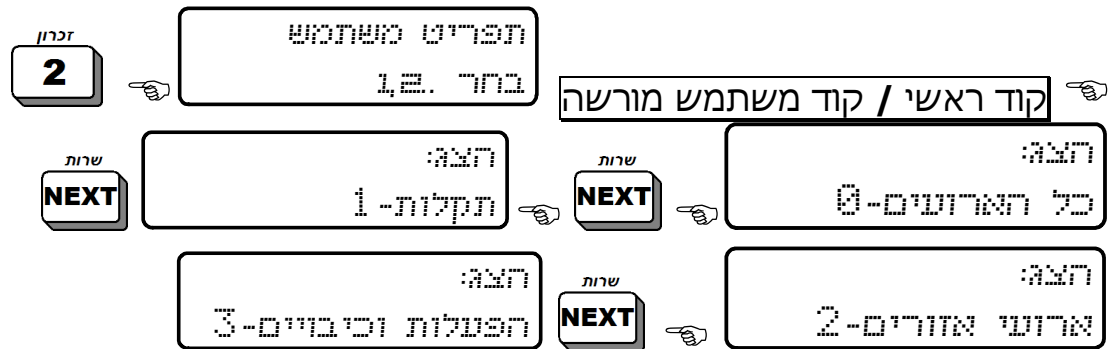 קוד ראשי / קוד משתמש מורשה
תפריט משתמש
בחר .1,2
זכרון
2
הצג:
כל הארועים-0
שרות
NEXT
הצג:
תקלות-1
שרות
NEXT
הצג:
ארועי אזורים-2
שרות
NEXT
הצג:
הפעלות וכיבויים-3